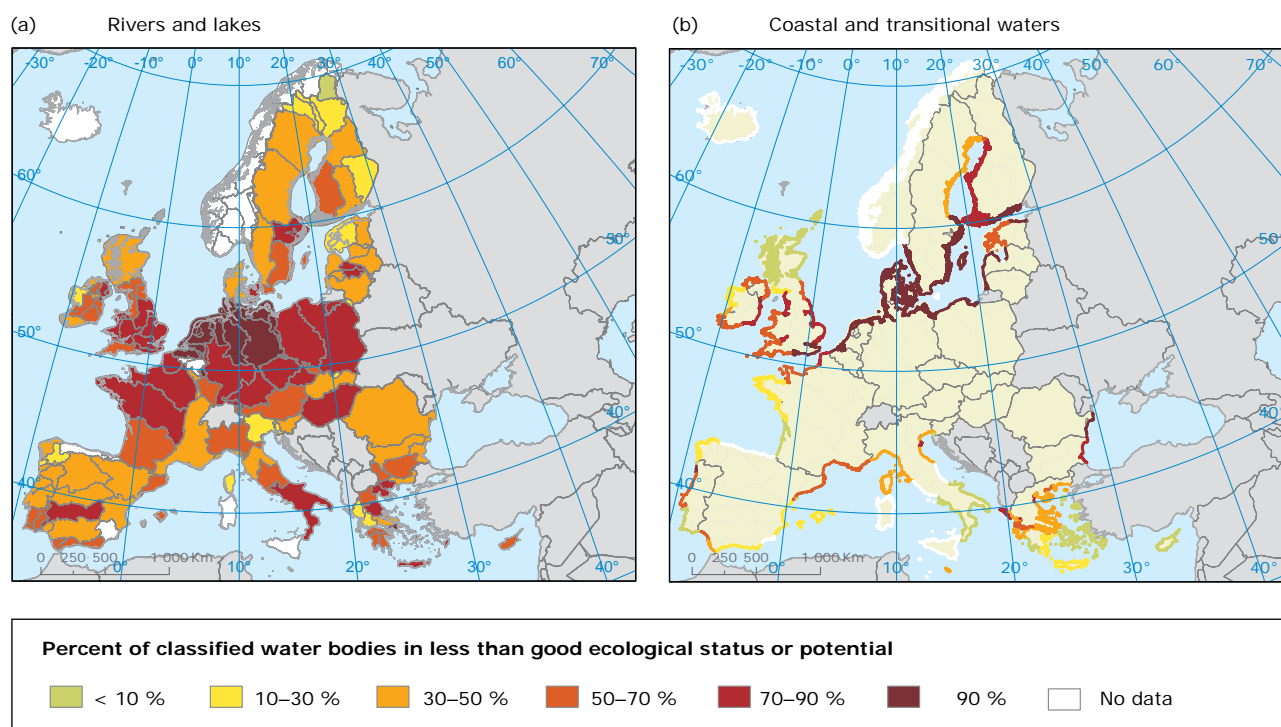 (a) Rivers and lakes
(b) Coastal and transitional waters
-30° -20° -10° 0° 10° 20° 30° 40° 50° 60° 70°
60°
50°
50°
40°
40°
0 250 500 1 000 Km
0° 10° 20° 30° 40°
-30° -20° -10° 0° 10° 20° 30° 40° 50° 60° 70°
60°
50°
50°
40°
40°
0 250 500 1 000 Km
0° 10° 20° 30° 40°
Percent of classified water bodies in less than good ecological status or potential
< 10 % 10–30 % 30–50 % 50–70 % 70–90 % 90 % No data